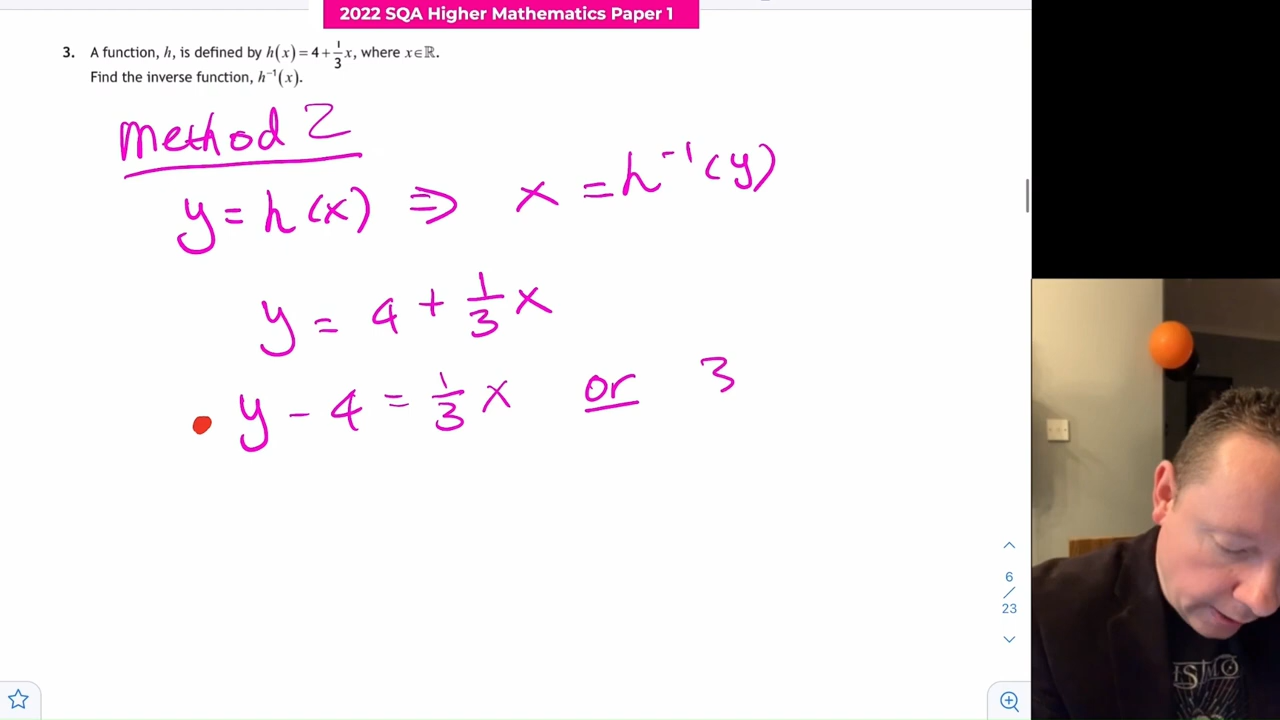 2022 SQA Higher Mathematics Paper 1
3. A function, h, is defined by h(x) = 4 + 1/3 x, where x∈ℝ.
Find the inverse function, h⁻¹(x).
Method 2
y = h(x) ⇒ x = h⁻¹(y)
y = 4 + 1/3 x
y - 4 = 1/3 x or 3
6
/
23